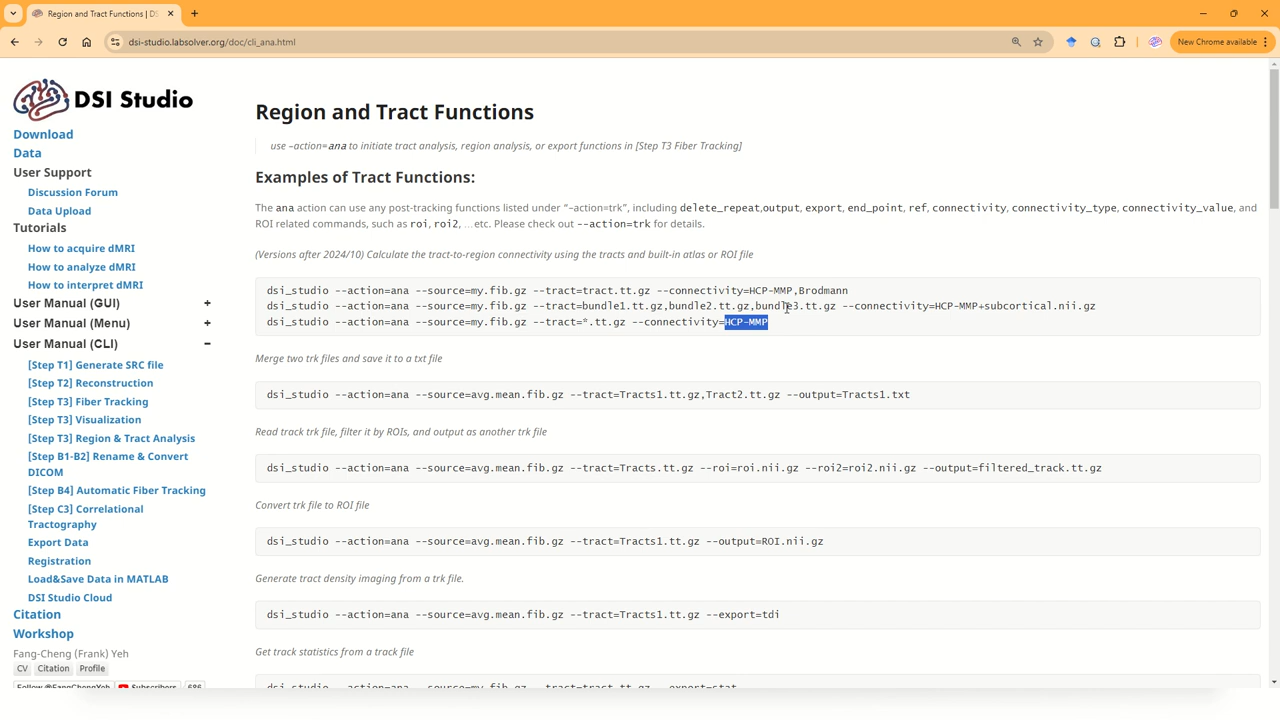 Region and Tract Functions | DS
dsi-studio.labsolver.org/doc/cli_ana.html
New Chrome available
DSI Studio
Download
Data
User Support
Discussion Forum
Data Upload
Tutorials
How to acquire dMRI
How to analyze dMRI
How to interpret dMRI
User Manual (GUI) +
User Manual (Menu) +
User Manual (CLI) −
[Step T1] Generate SRC file
[Step T2] Reconstruction
[Step T3] Fiber Tracking
[Step T3] Visualization
[Step T3] Region & Tract Analysis
[Step B1-B2] Rename & Convert
DICOM
[Step B4] Automatic Fiber Tracking
[Step C3] Correlational
Tractography
Export Data
Registration
Load&Save Data in MATLAB
DSI Studio Cloud
Citation
Workshop
Fang-Cheng (Frank) Yeh
CV Citation Profile
Follow @FangChengYeh Subscribers 686
Region and Tract Functions
use –action=ana to initiate tract analysis, region analysis, or export functions in [Step T3 Fiber Tracking]
Examples of Tract Functions:
The ana action can use any post-tracking functions listed under “–action=trk”, including delete_repeat,output, export, end_point, ref, connectivity, connectivity_type, connectivity_value, and
ROI related commands, such as roi, roi2, …etc. Please check out --action=trk for details.
(Versions after 2024/10) Calculate the tract-to-region connectivity using the tracts and built-in atlas or ROI file
dsi_studio --action=ana --source=my.fib.gz --tract=tract.tt.gz --connectivity=HCP-MMP,Brodmann
dsi_studio --action=ana --source=my.fib.gz --tract=bundle1.tt.gz,bundle2.tt.gz,bundle3.tt.gz --connectivity=HCP-MMP+subcortical.nii.gz
dsi_studio --action=ana --source=my.fib.gz --tract=*.tt.gz --connectivity=HCP-MMP
Merge two trk files and save it to a txt file
dsi_studio --action=ana --source=avg.mean.fib.gz --tract=Tracts1.tt.gz,Tract2.tt.gz --output=Tracts1.txt
Read track trk file, filter it by ROIs, and output as another trk file
dsi_studio --action=ana --source=avg.mean.fib.gz --tract=Tracts.tt.gz --roi=roi.nii.gz --roi2=roi2.nii.gz --output=filtered_track.tt.gz
Convert trk file to ROI file
dsi_studio --action=ana --source=avg.mean.fib.gz --tract=Tracts1.tt.gz --output=ROI.nii.gz
Generate tract density imaging from a trk file.
dsi_studio --action=ana --source=avg.mean.fib.gz --tract=Tracts1.tt.gz --export=tdi
Get track statistics from a track file
dsi_studio --action=ana --source=my.fib.gz --tract=tract.tt.gz --export=stat